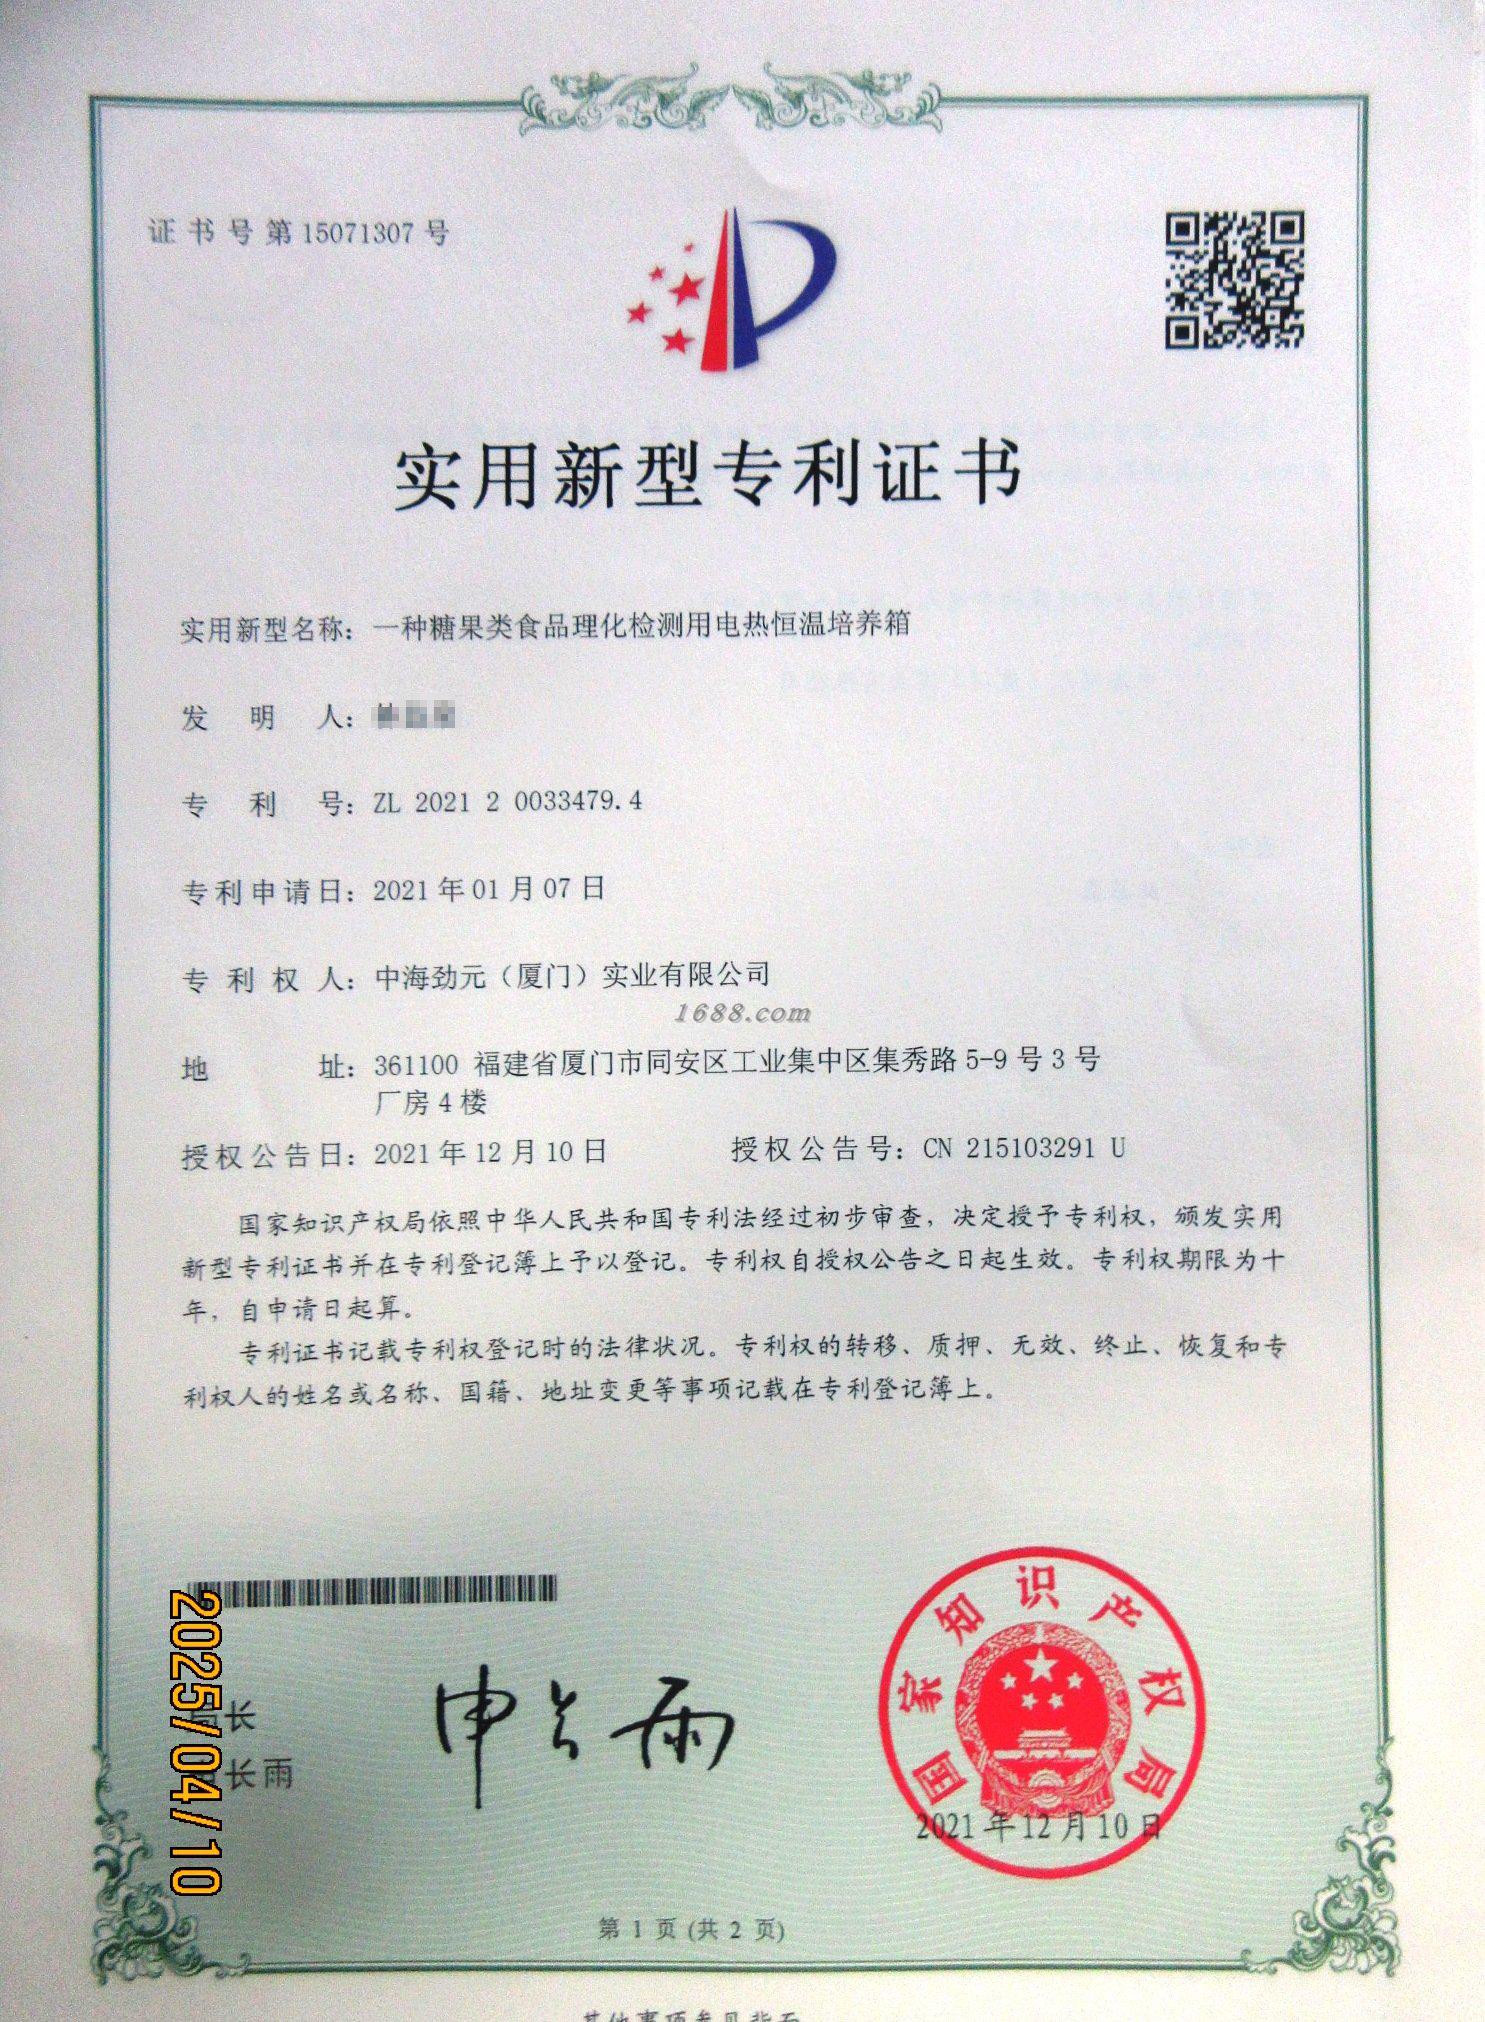 证书号第15071307号
实用新型专利证书
实用新型名称：一种糖果类食品理化检测用电热恒温培养箱
发明人：
专利号：ZL 2021 2 0033479.4
专利申请日：2021年01月07日
专利权人：中海劲元（厦门）实业有限公司
1688.com
地址：361100 福建省厦门市同安区工业集中区集秀路5-9号3号
厂房4楼
授权公告日：2021年12月10日 授权公告号：CN 215103291 U
国家知识产权局依照中华人民共和国专利法经过初步审查，决定授予专利权，颁发实用
新型专利证书并在专利登记簿上予以登记。专利权自授权公告之日起生效。专利权期限为十
年，自申请日起算。
专利证书记载专利权登记时的法律状况。专利权的转移、质押、无效、终止、恢复和专
利权人的姓名或名称、国籍、地址变更等事项记载在专利登记簿上。
2025/04/10
局长
长雨
申长雨
国家知识产权局
2021年12月10日
第 1 页 (共 2 页)
其他事项参见背面